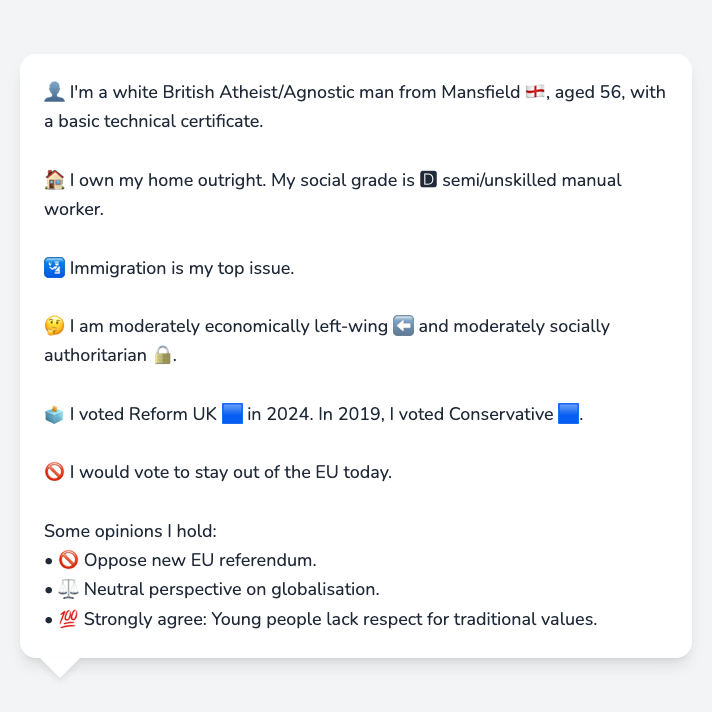 👤 I'm a white British Atheist/Agnostic man from Mansfield 🏴󠁧󠁢󠁥󠁮󠁧󠁿, aged 56, with
a basic technical certificate.
🏠 I own my home outright. My social grade is 🅳 semi/unskilled manual
worker.
🛂 Immigration is my top issue.
🤔 I am moderately economically left-wing ⬅️ and moderately socially
authoritarian 🔒.
🗳️ I voted Reform UK 🟦 in 2024. In 2019, I voted Conservative 🟦.
🚫 I would vote to stay out of the EU today.
Some opinions I hold:
• 🚫 Oppose new EU referendum.
• ⚖️ Neutral perspective on globalisation.
• 💯 Strongly agree: Young people lack respect for traditional values.